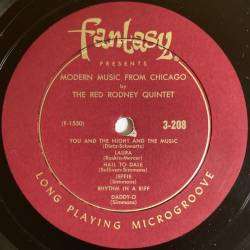 Fantasy.
PRESENTS
MODERN MUSIC FROM CHICAGO
by
THE RED RODNEY QUINTET
(F-1530) 3-208
YOU AND THE NIGHT AND THE MUSIC
(Dietz-Schwartz)
LAURA
(Raskin-Mercer)
HAIL TO DALE
(Sullivan-Simmons)
JEFFIE
(Simmons)
RHYTHM IN A RIFF
DADDY-O
(Simmons)
LONG PLAYING MICROGROOVE